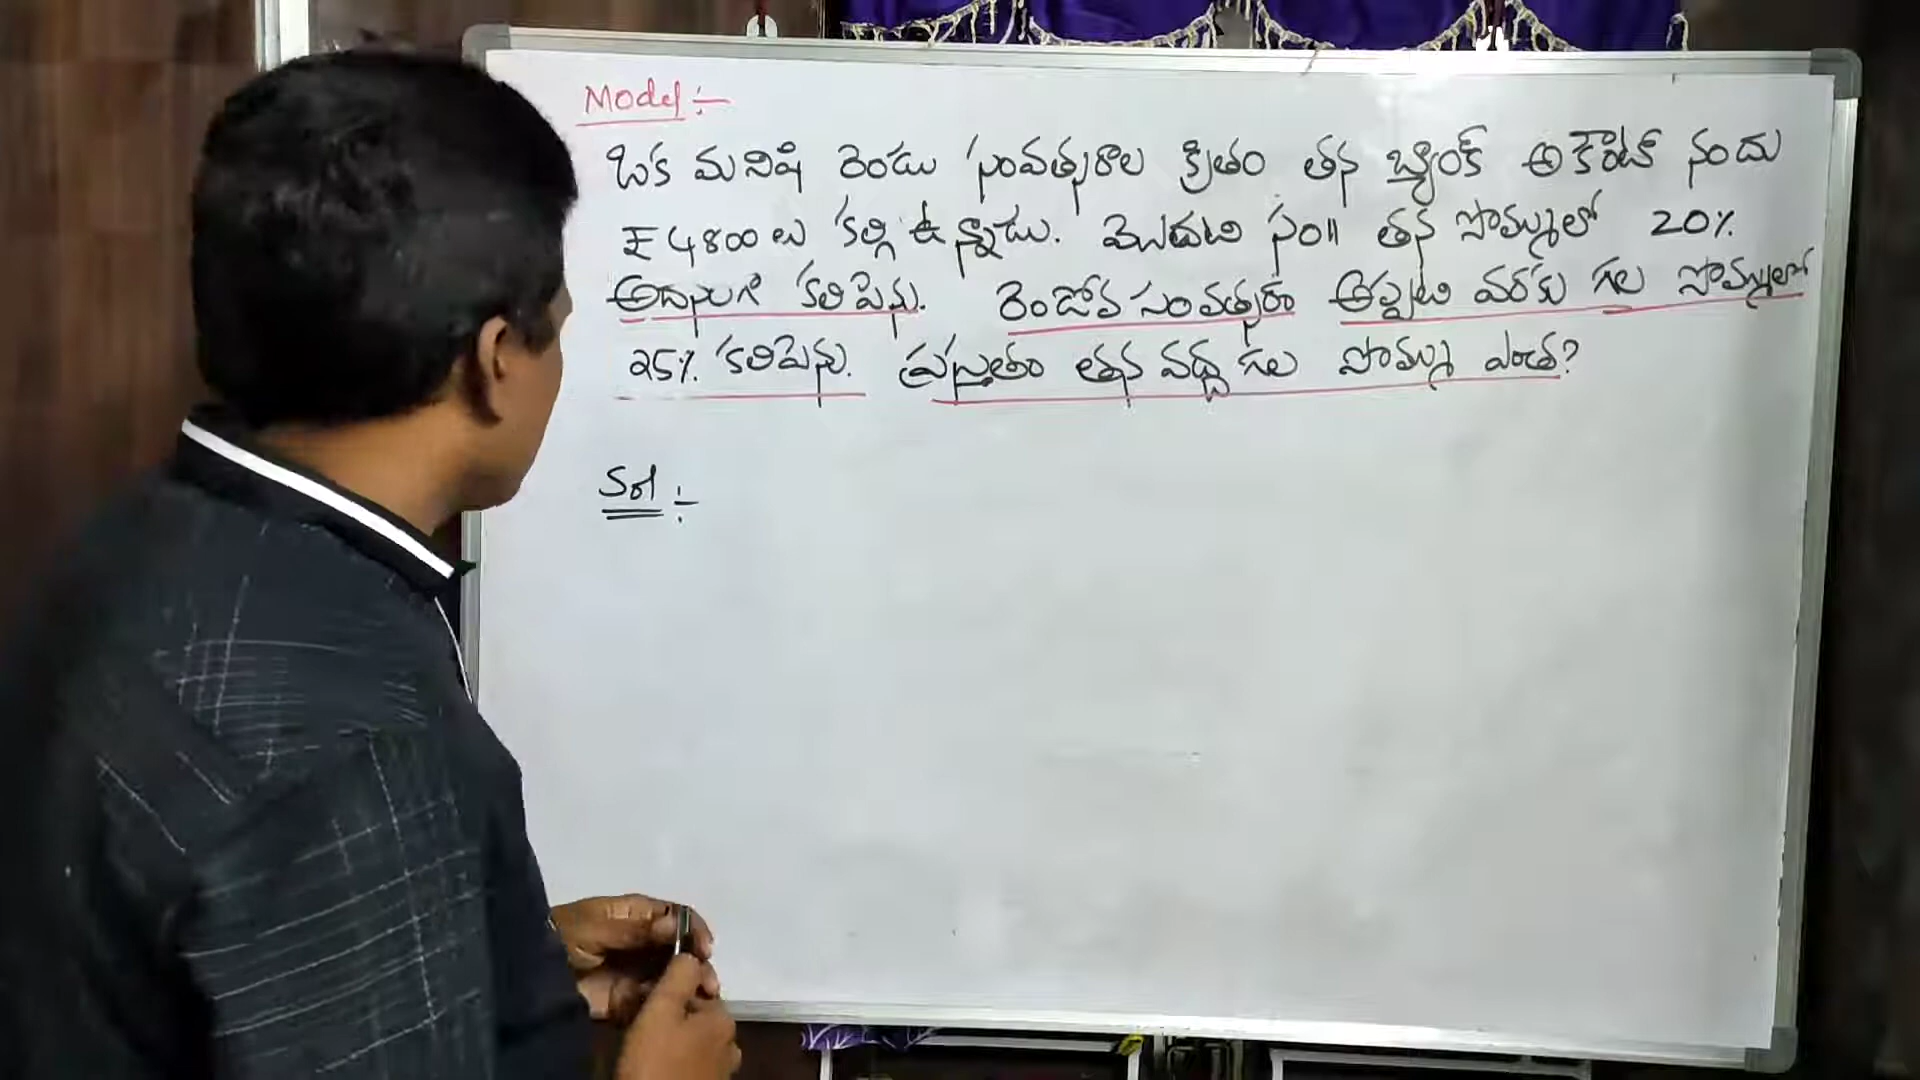 Model :-
ఒక మనిషి రెండు సంవత్సరాల క్రితం తన బ్యాంక్ అకౌంట్ నందు
₹ 4800 లు కల్గి ఉన్నాడు. మొదటి సం॥ తన సొమ్ములో 20%
అదనంగా కలిపెను. రెండోవ సంవత్సరం అప్పటి వరకు గల సొమ్ములో
25% కలిపెను. ప్రస్తుతం తన వద్ద గల సొమ్ము ఎంత?
Sol :-